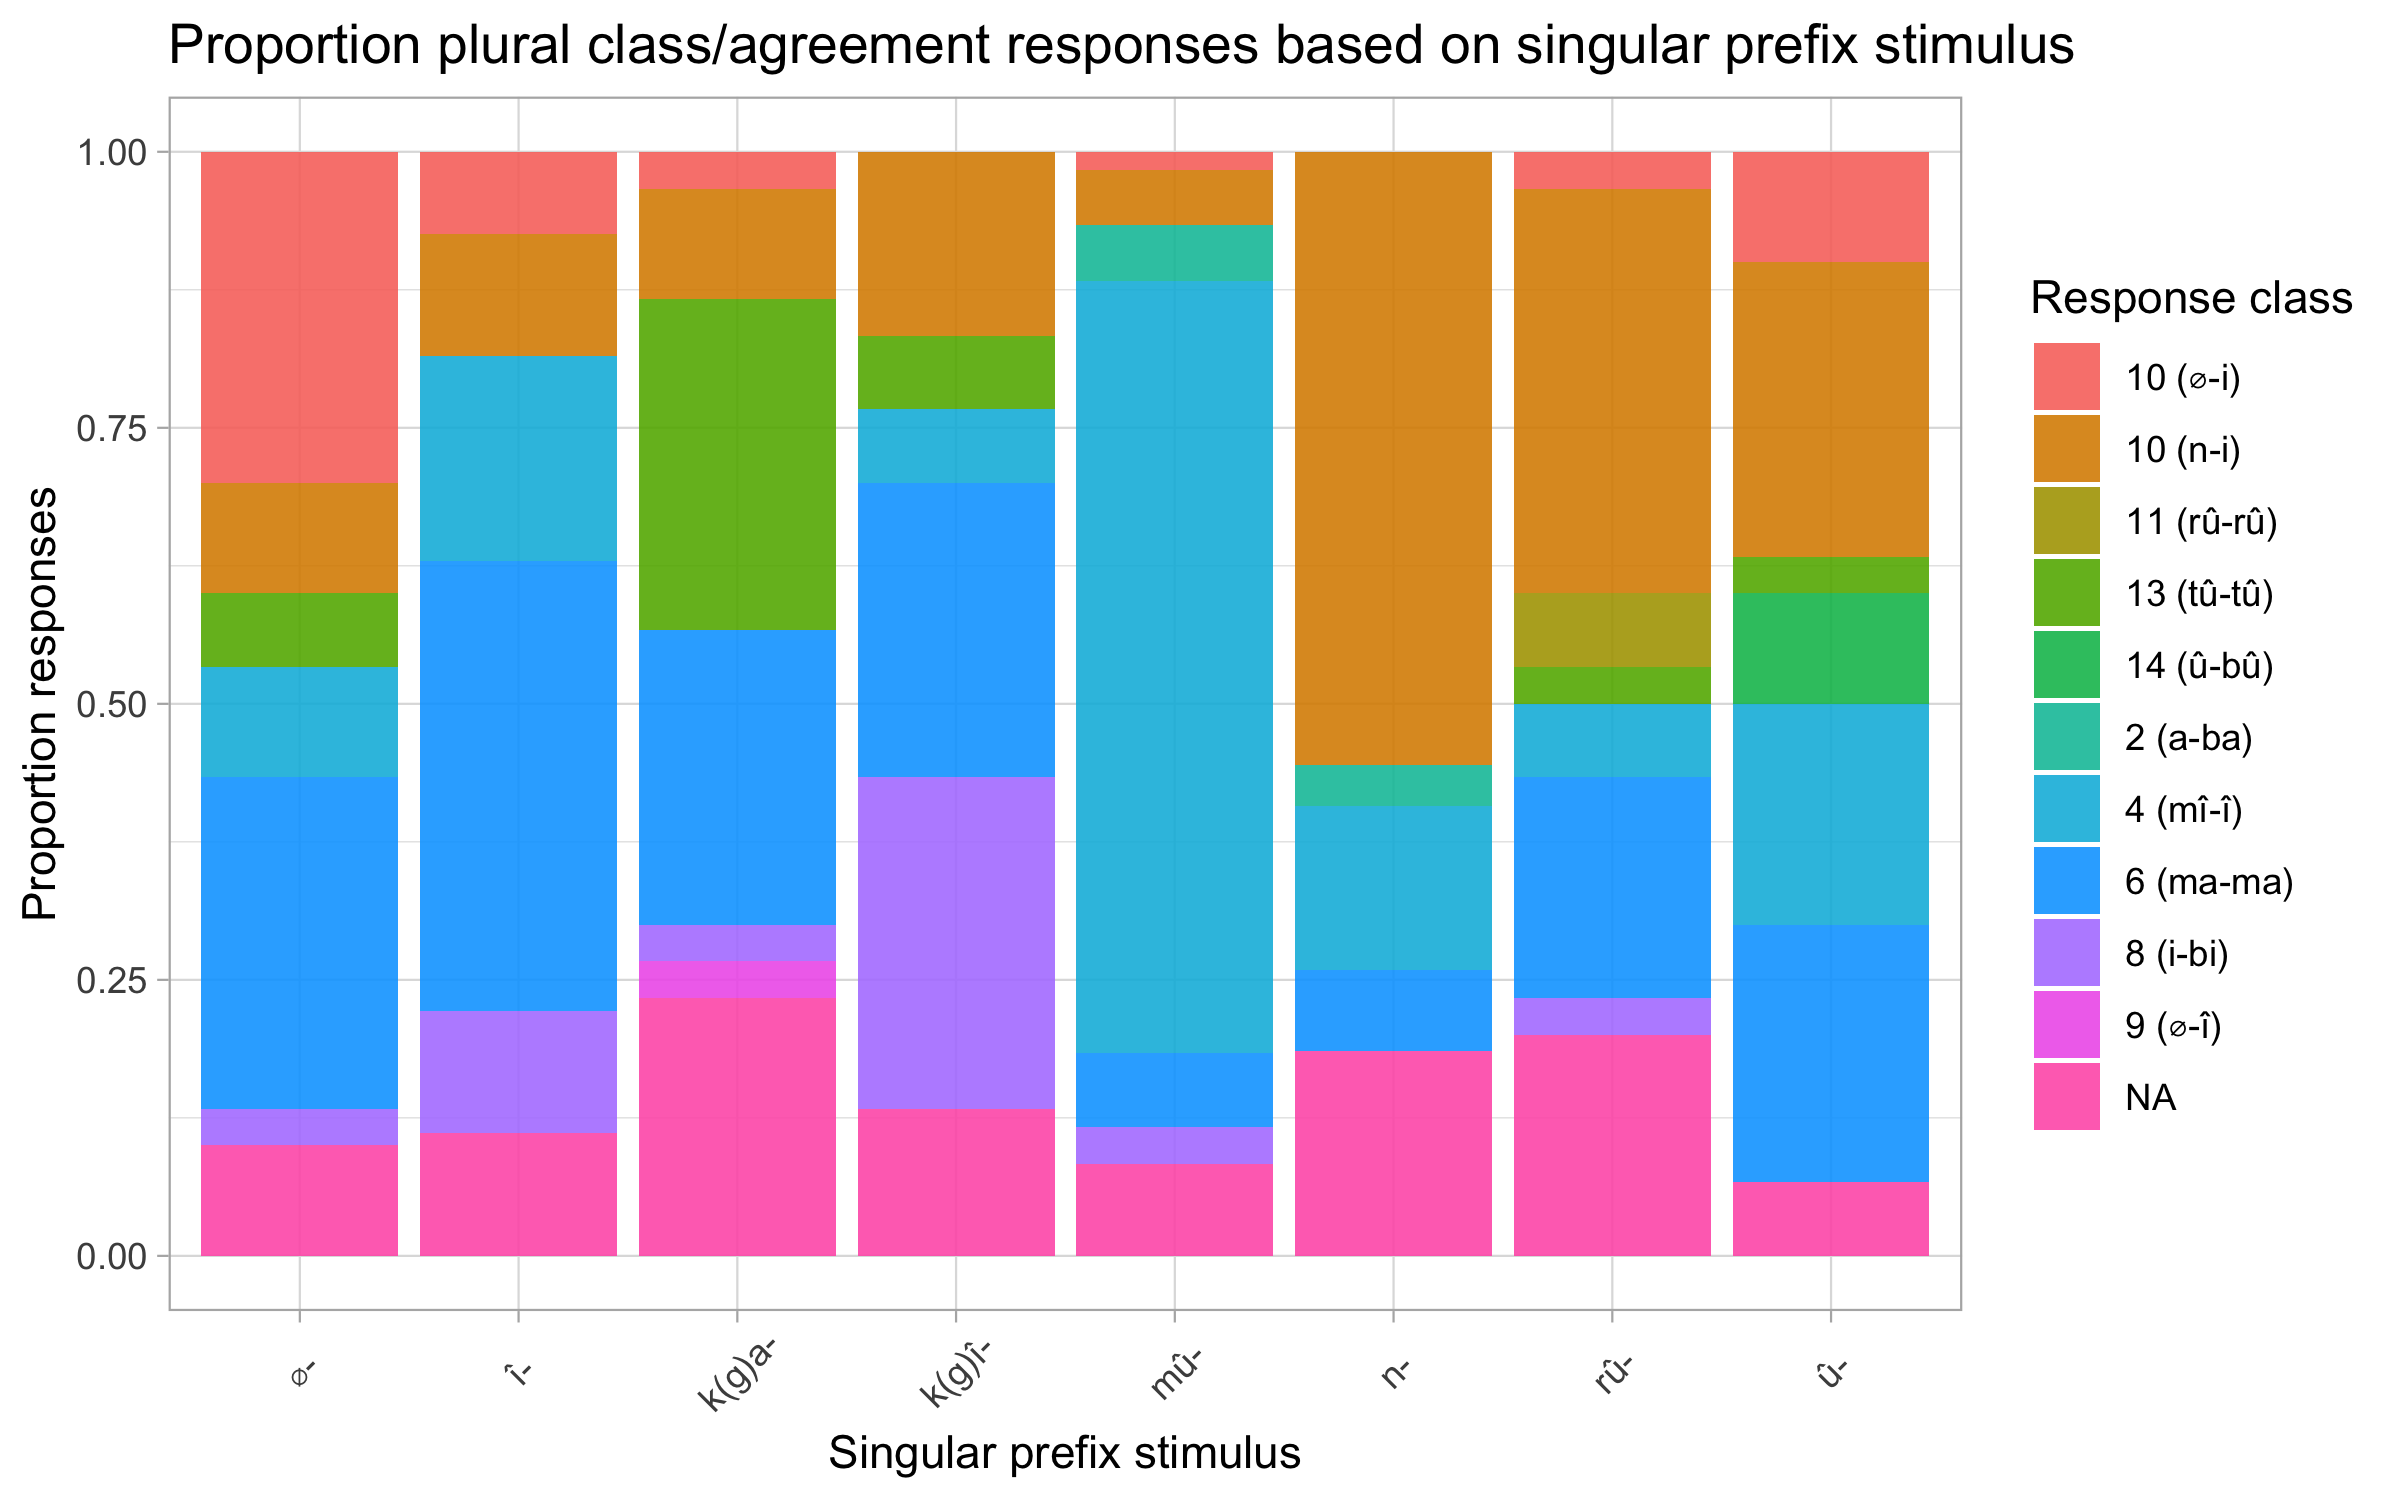 Proportion plural class/agreement responses based on singular prefix stimulus
Proportion responses
1.00
0.75
0.50
0.25
0.00
⌀-
î-
k(g)a-
k(g)î-
mû-
n-
rû-
û-
Singular prefix stimulus
Response class
10 (⌀-i)
10 (n-i)
11 (rû-rû)
13 (tû-tû)
14 (û-bû)
2 (a-ba)
4 (mî-î)
6 (ma-ma)
8 (i-bi)
9 (⌀-î)
NA